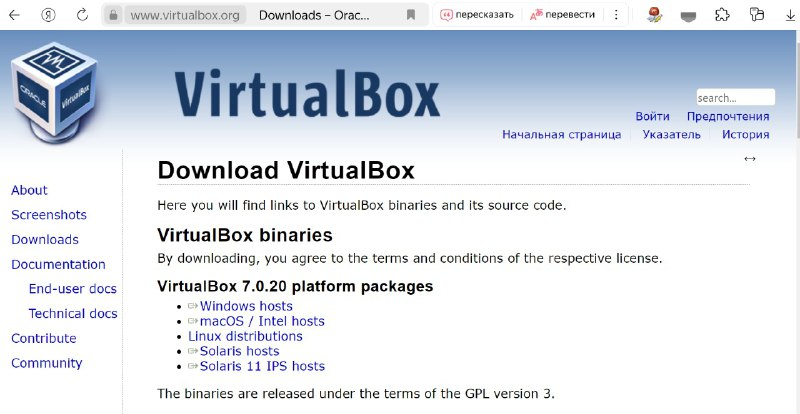 www.virtualbox.org
Downloads – Orac...
пересказать
перевести
VirtualBox
ORACLE
VirtualBox
search...
Войти
Предпочтения
Начальная страница
Указатель
История
About
Screenshots
Downloads
Documentation
End-user docs
Technical docs
Contribute
Community
Download VirtualBox
Here you will find links to VirtualBox binaries and its source code.
VirtualBox binaries
By downloading, you agree to the terms and conditions of the respective license.
VirtualBox 7.0.20 platform packages
Windows hosts
macOS / Intel hosts
Linux distributions
Solaris hosts
Solaris 11 IPS hosts
The binaries are released under the terms of the GPL version 3.